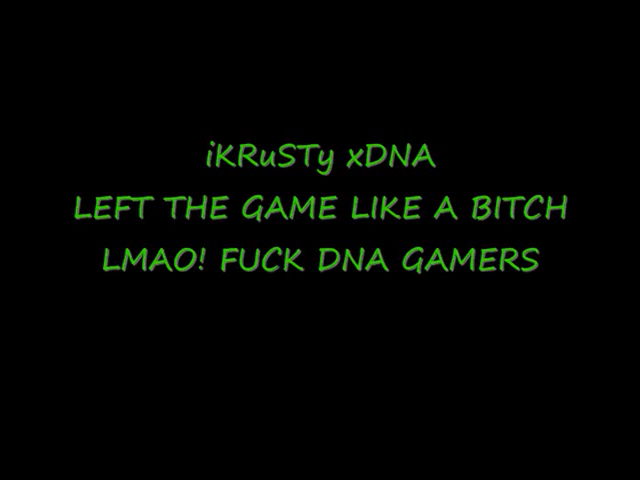 iKRuSTy xDNA
LEFT THE GAME LIKE A BITCH
LMAO! FUCK DNA GAMERS